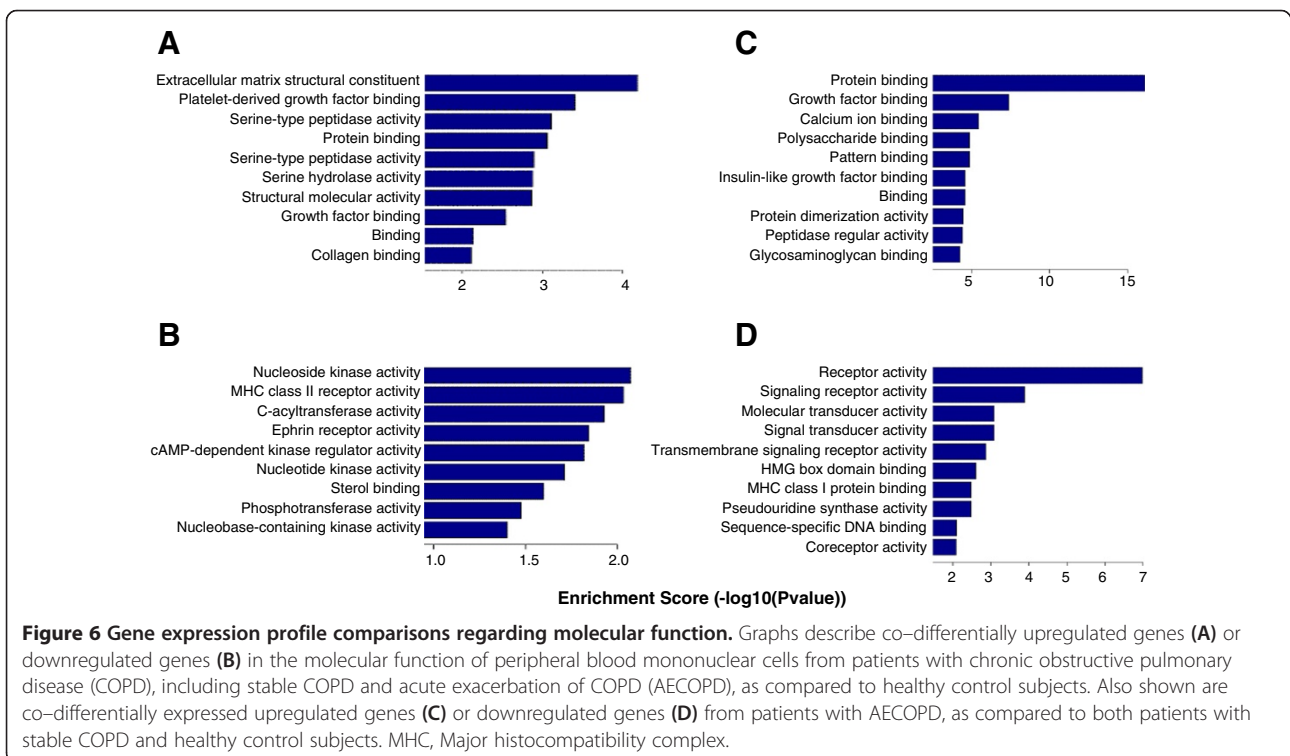 A
Extracellular matrix structural constituent
Platelet-derived growth factor binding
Serine-type peptidase activity
Protein binding
Serine-type peptidase activity
Serine hydrolase activity
Structural molecular activity
Growth factor binding
Binding
Collagen binding
2 3 4
C
Protein binding
Growth factor binding
Calcium ion binding
Polysaccharide binding
Pattern binding
Insulin-like growth factor binding
Binding
Protein dimerization activity
Peptidase regular activity
Glycosaminoglycan binding
5 10 15
B
Nucleoside kinase activity
MHC class II receptor activity
C-acyltransferase activity
Ephrin receptor activity
cAMP-dependent kinase regulator activity
Nucleotide kinase activity
Sterol binding
Phosphotransferase activity
Nucleobase-containing kinase activity
1.0 1.5 2.0
D
Receptor activity
Signaling receptor activity
Molecular transducer activity
Signal transducer activity
Transmembrane signaling receptor activity
HMG box domain binding
MHC class I protein binding
Pseudouridine synthase activity
Sequence-specific DNA binding
Coreceptor activity
2 3 4 5 6 7
Enrichment Score (-log10(Pvalue))
Figure 6 Gene expression profile comparisons regarding molecular function. Graphs describe co–differentially upregulated genes (A) or
downregulated genes (B) in the molecular function of peripheral blood mononuclear cells from patients with chronic obstructive pulmonary
disease (COPD), including stable COPD and acute exacerbation of COPD (AECOPD), as compared to healthy control subjects. Also shown are
co–differentially expressed upregulated genes (C) or downregulated genes (D) from patients with AECOPD, as compared to both patients with
stable COPD and healthy control subjects. MHC, Major histocompatibility complex.